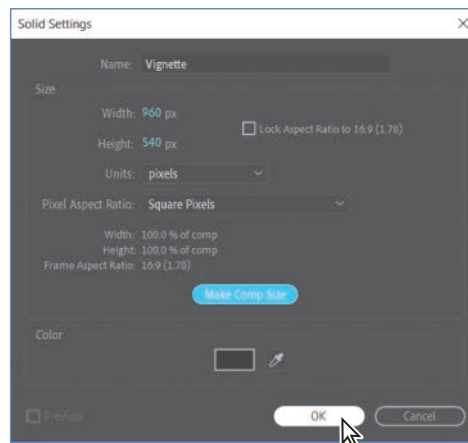 Solid Settings
Name: Vignette
Size
Width: 960 px
Lock Aspect Ratio to 16:9 (1.78)
Height: 540 px
Units: pixels
Pixel Aspect Ratio: Square Pixels
Width: 100.0 % of comp
Height: 100.0 % of comp
Frame Aspect Ratio: 16:9 (1.78)
Make Comp Size
Color
Preview
OK
Cancel